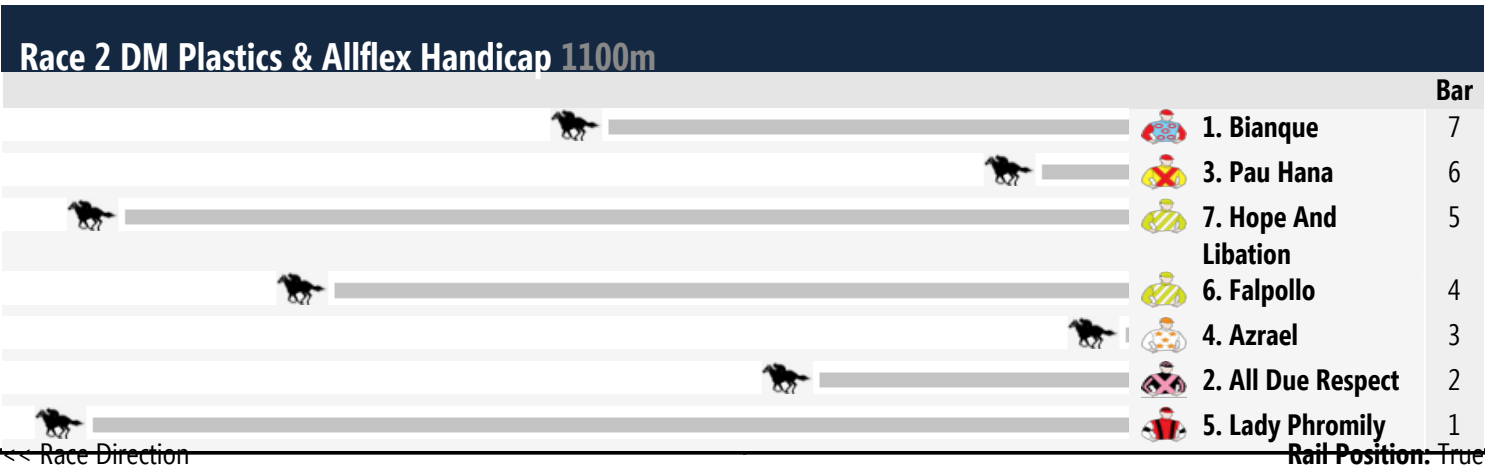 Race 2 DM Plastics & Allflex Handicap 1100m
Bar
1. Bianque 7
3. Pau Hana 6
7. Hope And 5
Libation
6. Falpollo 4
4. Azrael 3
2. All Due Respect 2
5. Lady Phromily 1
<< Race Direction Rail Position: True